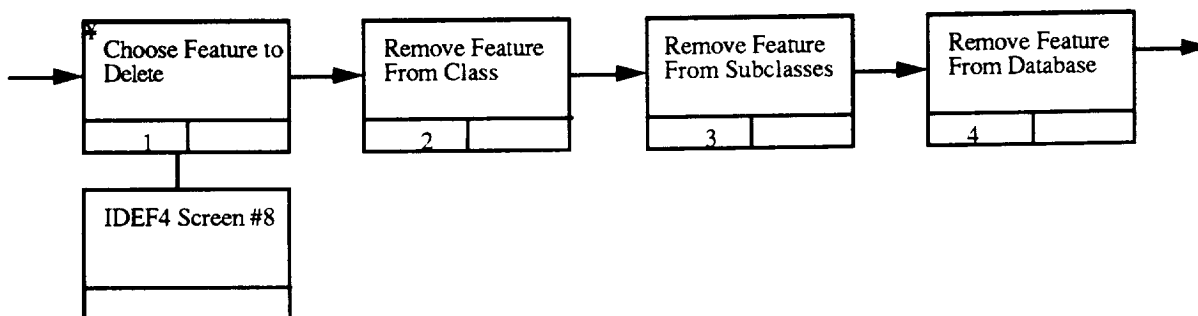 ¥
Choose Feature to
Delete
1
Remove Feature
From Class
2
Remove Feature
From Subclasses
3
Remove Feature
From Database
4
IDEF4 Screen #8